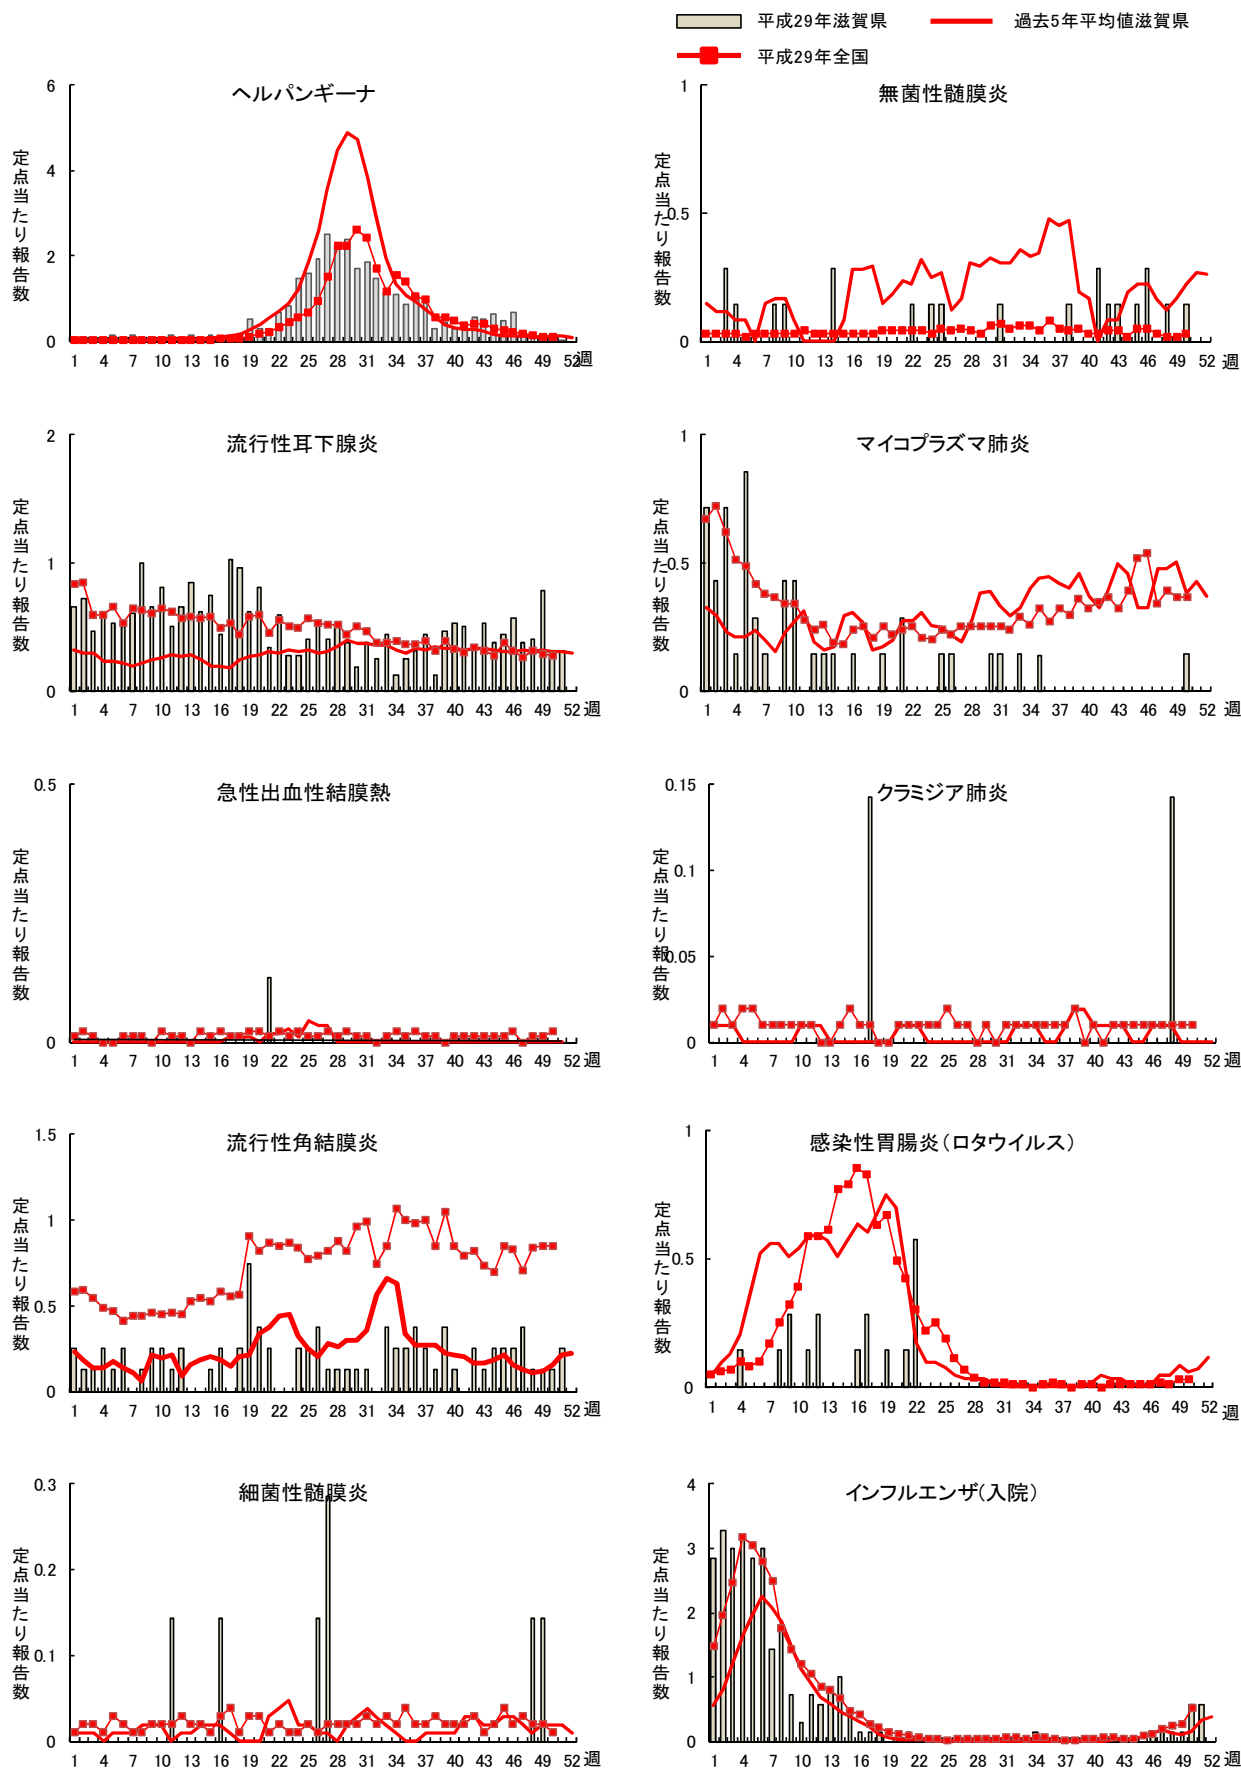 平成29年滋賀県 過去5年平均値滋賀県
平成29年全国
ヘルパンギーナ
定点当たり報告数
6
4
2
0
1 4 7 10 13 16 19 22 25 28 31 34 37 40 43 46 49 52週
無菌性髄膜炎
定点当たり報告数
1
0.5
0
1 4 7 10 13 16 19 22 25 28 31 34 37 40 43 46 49 52 週
流行性耳下腺炎
定点当たり報告数
2
1
0
1 4 7 10 13 16 19 22 25 28 31 34 37 40 43 46 49 52 週
マイコプラズマ肺炎
定点当たり報告数
1
0.5
0
1 4 7 10 13 16 19 22 25 28 31 34 37 40 43 46 49 52 週
急性出血性結膜熱
定点当たり報告数
0.5
0
1 4 7 10 13 16 19 22 25 28 31 34 37 40 43 46 49 52 週
クラミジア肺炎
定点当たり報告数
0.15
0.1
0.05
0
1 4 7 10 13 16 19 22 25 28 31 34 37 40 43 46 49 52 週
流行性角結膜炎
定点当たり報告数
1.5
1
0.5
0
1 4 7 10 13 16 19 22 25 28 31 34 37 40 43 46 49 52 週
感染性胃腸炎（ロタウイルス）
定点当たり報告数
1
0.5
0
1 4 7 10 13 16 19 22 25 28 31 34 37 40 43 46 49 52 週
細菌性髄膜炎
定点当たり報告数
0.3
0.2
0.1
0
1 4 7 10 13 16 19 22 25 28 31 34 37 40 43 46 49 52 週
インフルエンザ(入院）
定点当たり報告数
4
3
2
1
0
1 4 7 10 13 16 19 22 25 28 31 34 37 40 43 46 49 52 週